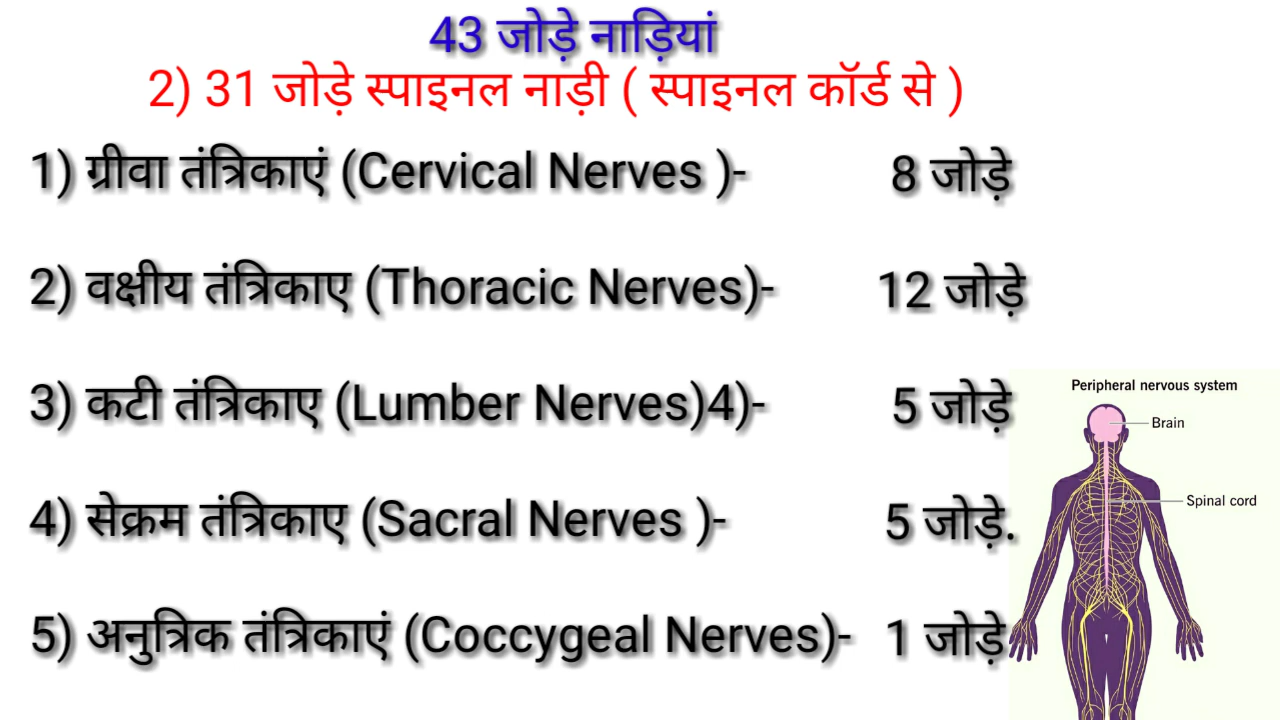 43 जोड़े नाड़ियां
2) 31 जोड़े स्पाइनल नाड़ी ( स्पाइनल कॉर्ड से )
1) ग्रीवा तंत्रिकाएं (Cervical Nerves )- 8 जोड़े
2) वक्षीय तंत्रिकाए (Thoracic Nerves)- 12 जोड़े
3) कटी तंत्रिकाए (Lumber Nerves)4)- 5 जोड़े
4) सेक्रम तंत्रिकाए (Sacral Nerves )- 5 जोड़े.
5) अनुत्रिक तंत्रिकाएं (Coccygeal Nerves)- 1 जोड़े
Peripheral nervous system
Brain
Spinal cord